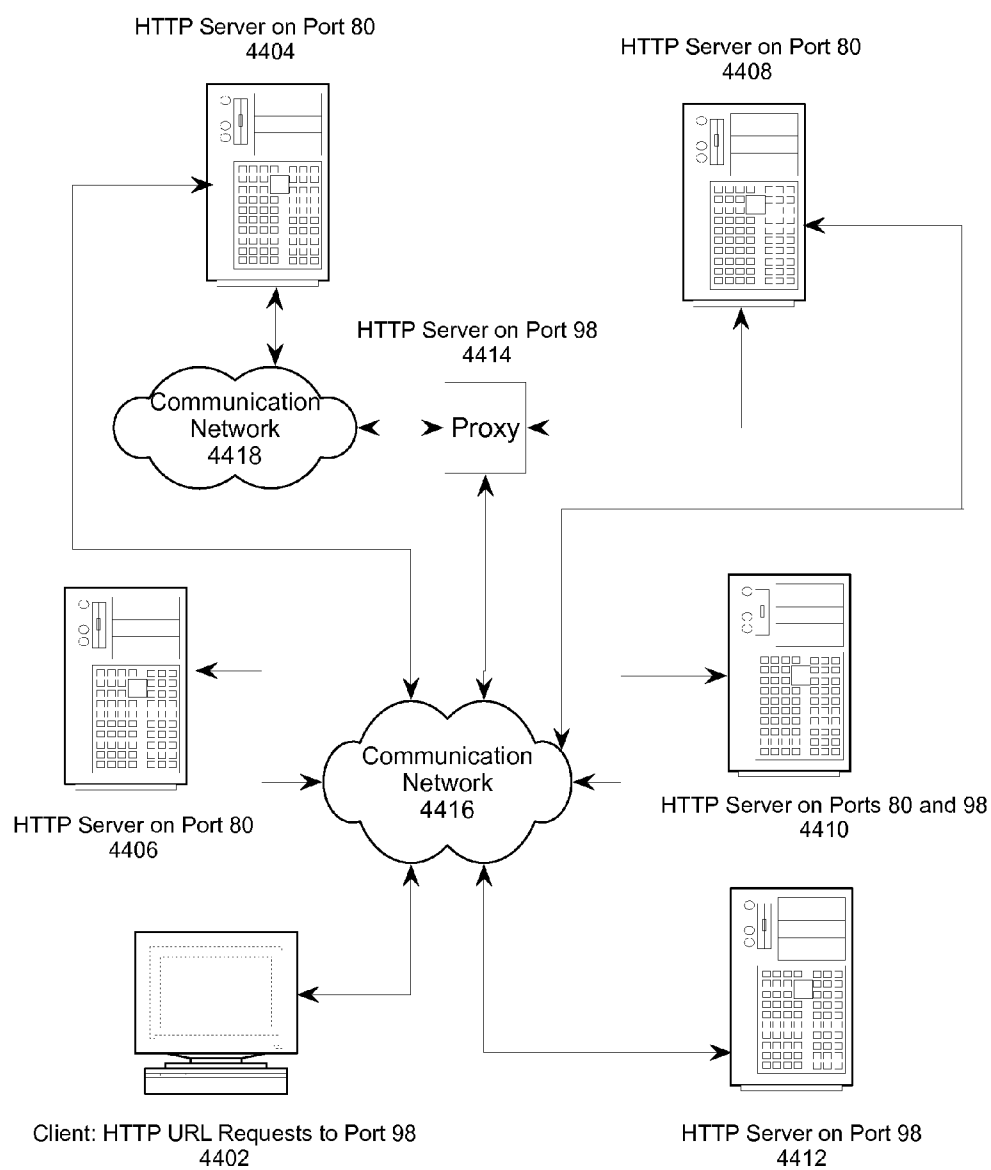 HTTP Server on Port 80
4404
HTTP Server on Port 80
4408
HTTP Server on Port 98
4414
Communication
Network
4418
Proxy
Communication
Network
4416
HTTP Server on Port 80
4406
HTTP Server on Ports 80 and 98
4410
Client: HTTP URL Requests to Port 98
4402
HTTP Server on Port 98
4412